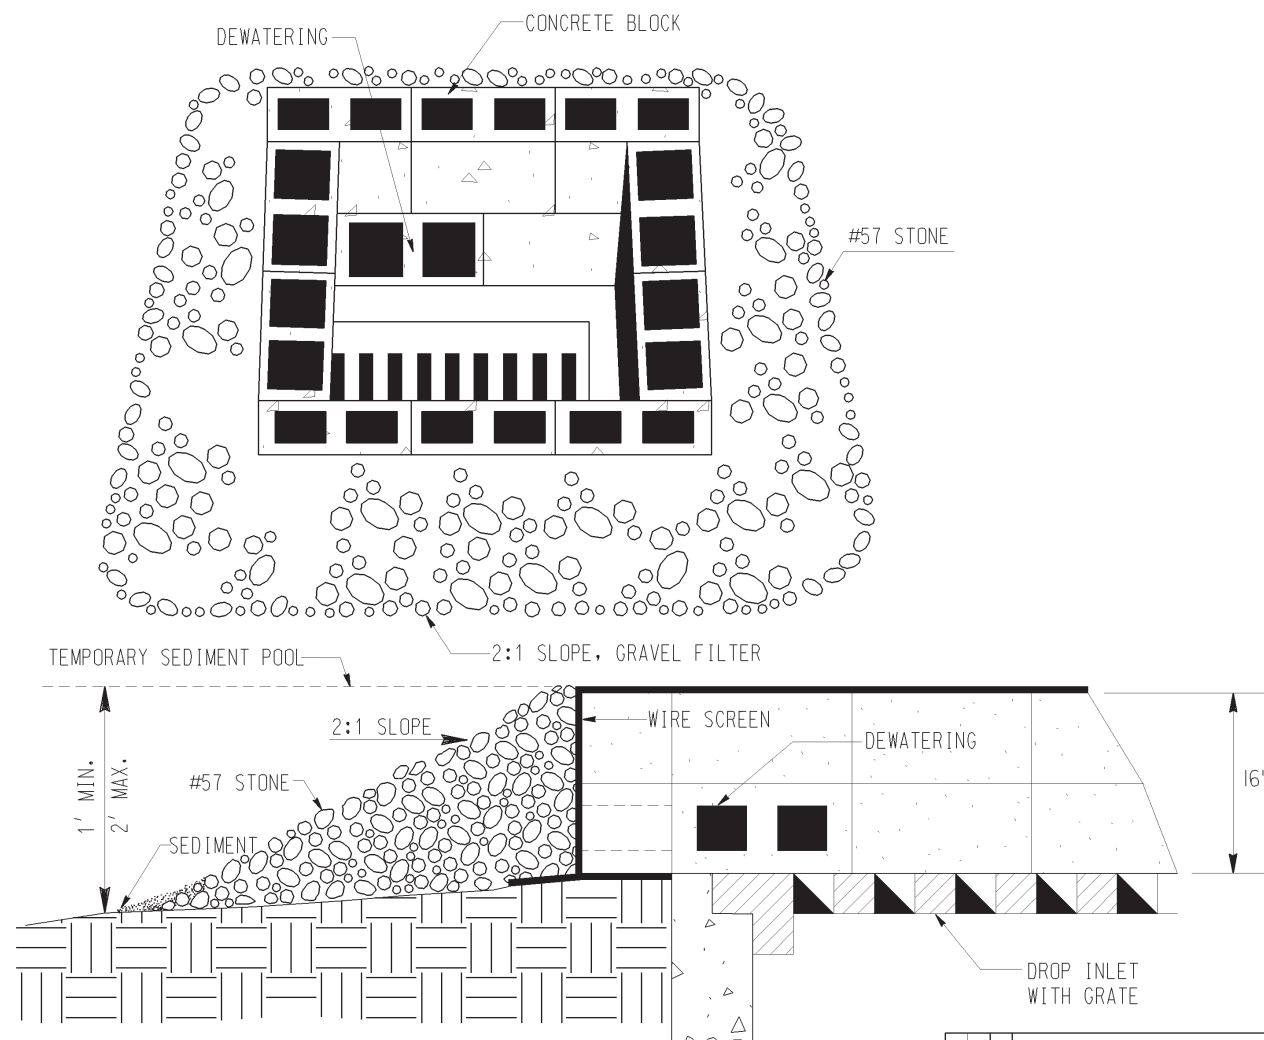 CONCRETE BLOCK
DEWATERING
#57 STONE
2:1 SLOPE, GRAVEL FILTER
TEMPORARY SEDIMENT POOL
2:1 SLOPE
WIRE SCREEN
DEWATERING
#57 STONE
1' MIN.
2' MAX.
16"
SEDIMENT
DROP INLET
WITH GRATE